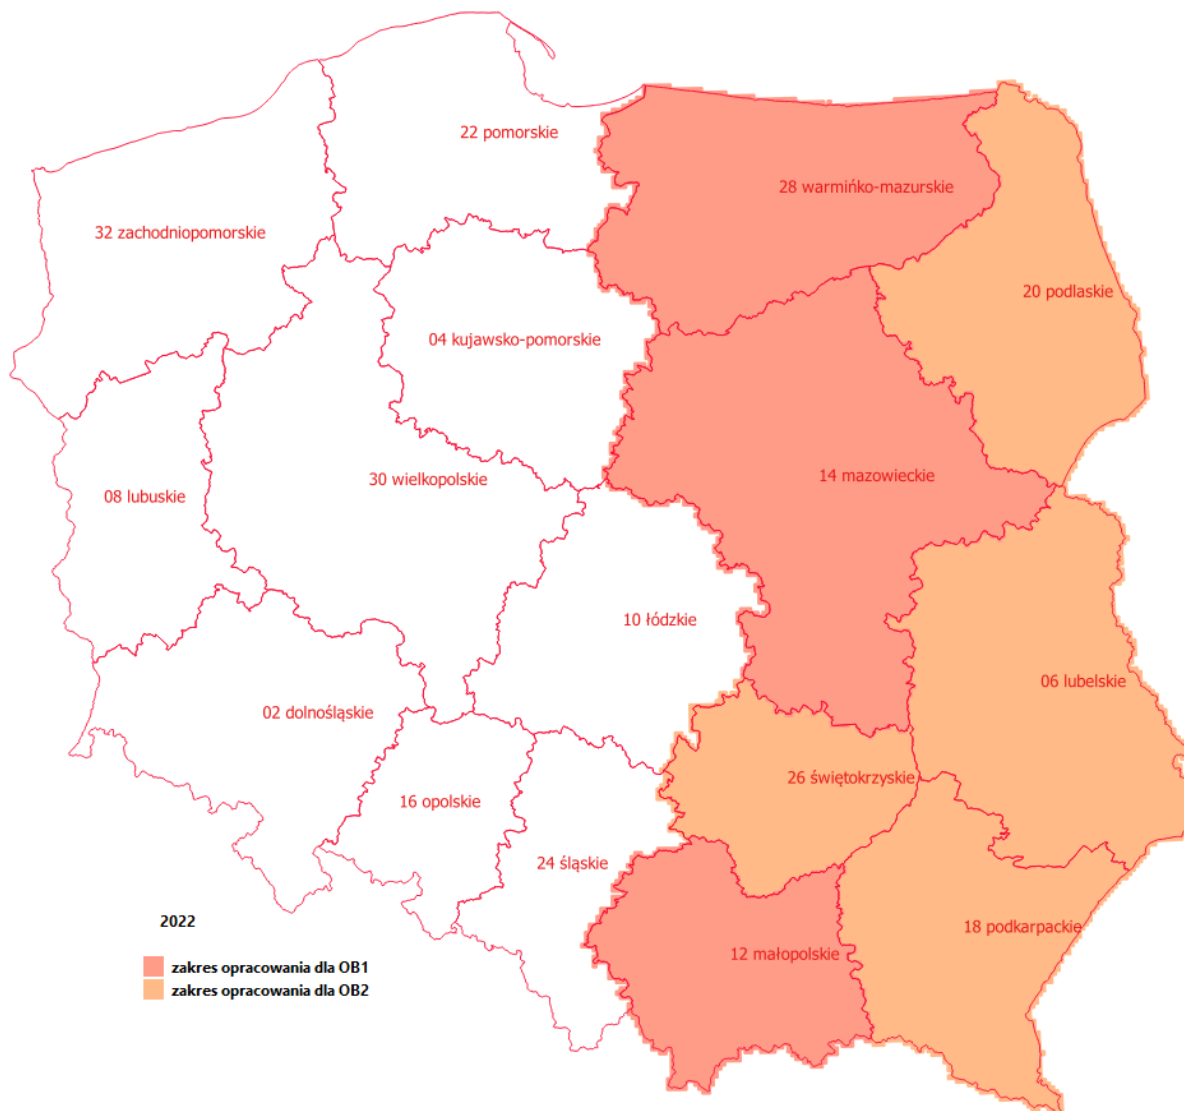 22 pomorskie
28 warmińko-mazurskie
32 zachodniopomorskie
20 podlaskie
04 kujawsko-pomorskie
14 mazowieckie
30 wielkopolskie
08 lubuskie
10 łódzkie
06 lubelskie
02 dolnośląskie
26 świętokrzyskie
16 opolskie
24 śląskie
2022
18 podkarpackie
12 małopolskie
zakres opracowania dla OB1
zakres opracowania dla OB2